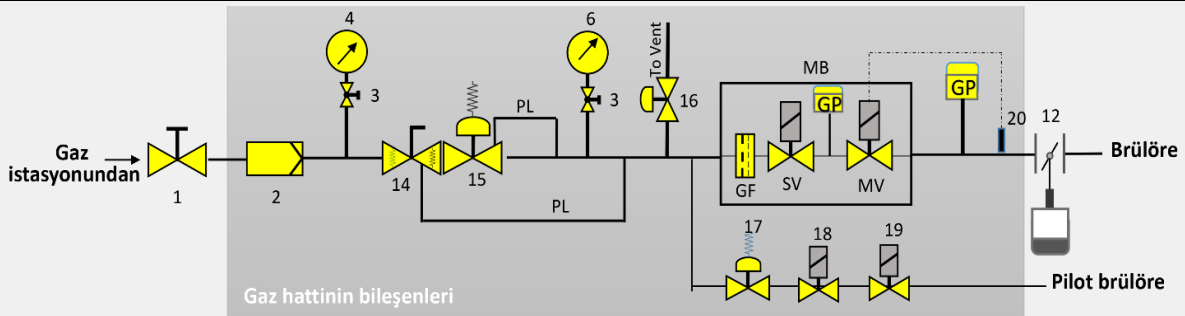 4
6
To Vent
3
3
16
MB
PL
GP
GP
20
12
Gaz
istasyonundan
Brülöre
1
2
14
15
GF
SV
MV
PL
17
18
19
Pilot brülöre
Gaz hattinin bileşenleri